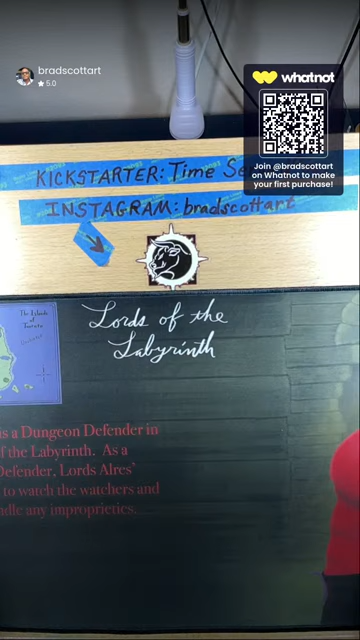 bradscottart
5.0
whatnot
Join @bradscottart
on Whatnot to make
your first purchase!
KICKSTARTER: Time Se
INSTAGRAM: bradscottart
The Islands
of
Lords of the
Labyrinth
is a Dungeon Defender in
f the Labyrinth. As a
Defender, Lords Alres'
to watch the watchers and
ndle any improprieties.